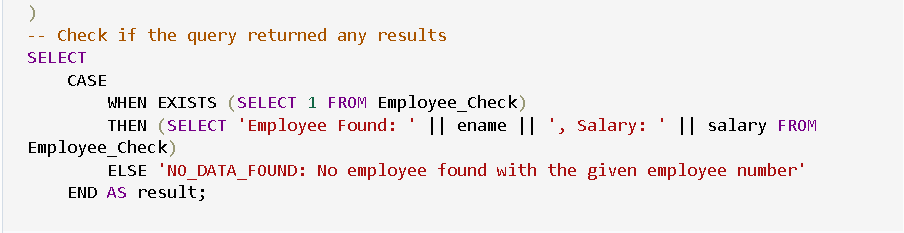 )
-- Check if the query returned any results
SELECT
    CASE
        WHEN EXISTS (SELECT 1 FROM Employee_Check)
        THEN (SELECT 'Employee Found: ' || ename || ', Salary: ' || salary FROM
Employee_Check)
        ELSE 'NO_DATA_FOUND: No employee found with the given employee number'
    END AS result;